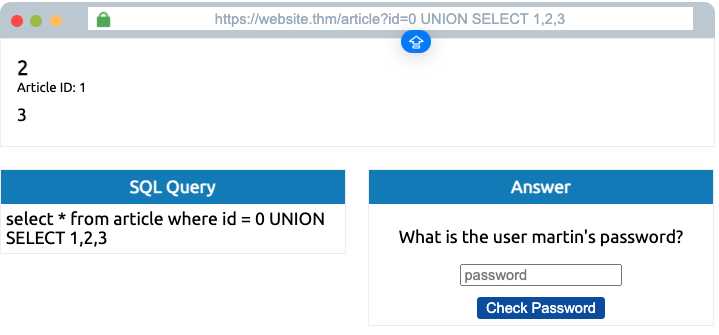 https://website.thm/article?id=0 UNION SELECT 1,2,3
2
Article ID: 1
3
SQL Query
select * from article where id = 0 UNION
SELECT 1,2,3
Answer
What is the user martin's password?
password
Check Password